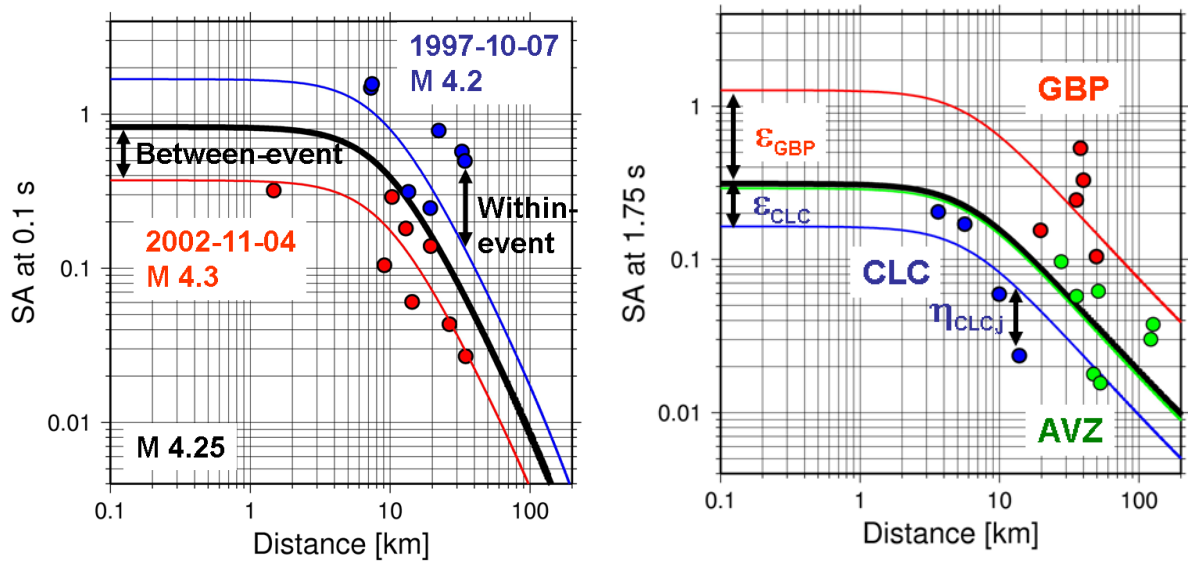 1997-10-07
M 4.2
1
Between-event
Within-
event
SA at 0.1 s
2002-11-04
M 4.3
0.1
0.01
M 4.25
0.1
1
10
100
Distance [km]
GBP
1
εGBP
εCLC
SA at 1.75 s
0.1
CLC
ηCLC,j
0.01
AVZ
0.1
1
10
100
Distance [km]